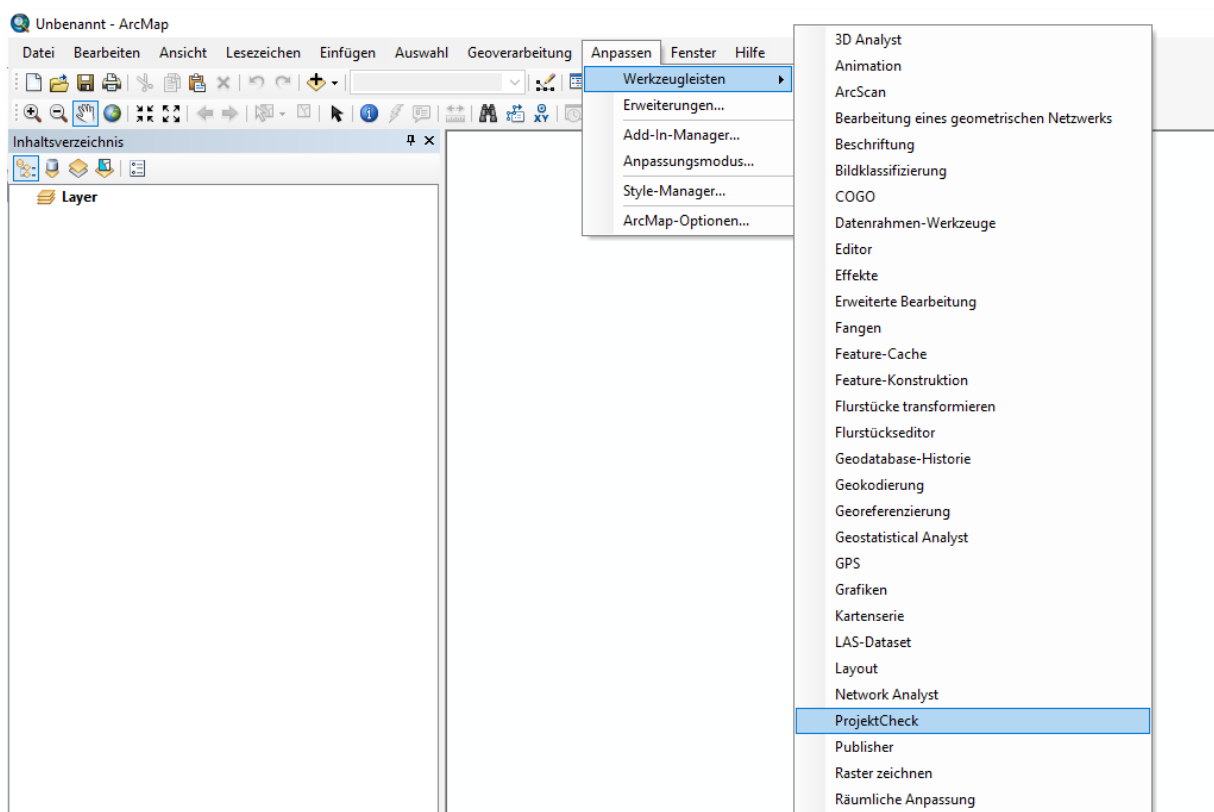 Unbenannt - ArcMap
Datei Bearbeiten Ansicht Lesezeichen Einfügen Auswahl Geoverarbeitung Anpassen Fenster Hilfe
Inhaltsverzeichnis
Layer
Werkzeugleisten
Erweiterungen...
Add-In-Manager...
Anpassungsmodus...
Style-Manager...
ArcMap-Optionen...
3D Analyst
Animation
ArcScan
Bearbeitung eines geometrischen Netzwerks
Beschriftung
Bildklassifizierung
COGO
Datenrahmen-Werkzeuge
Editor
Effekte
Erweiterte Bearbeitung
Fangen
Feature-Cache
Feature-Konstruktion
Flurstücke transformieren
Flurstückseditor
Geodatabase-Historie
Geokodierung
Georeferenzierung
Geostatistical Analyst
GPS
Grafiken
Kartenserie
LAS-Dataset
Layout
Network Analyst
ProjektCheck
Publisher
Raster zeichnen
Räumliche Anpassung